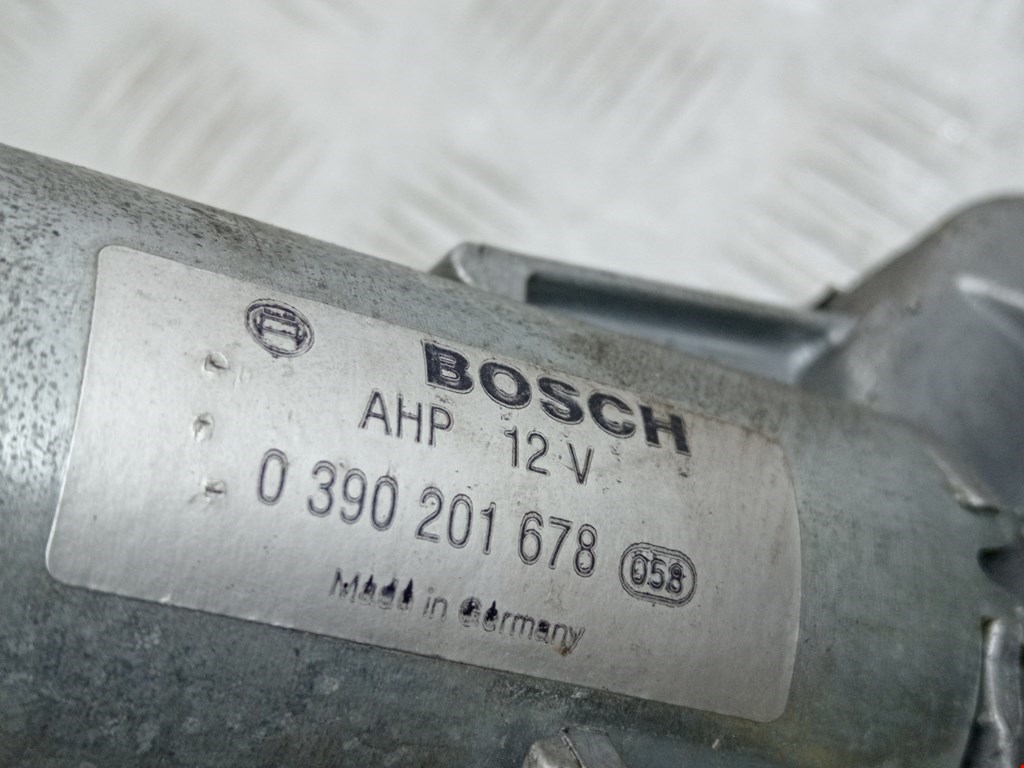 BOSCH
AHP 12 V
0 390 201 678 058
Made in Germany